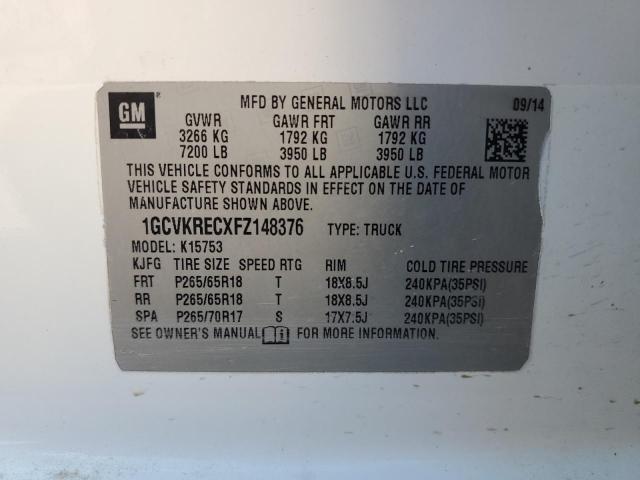 GM
MFD BY GENERAL MOTORS LLC 09/14
GVWR GAWR FRT GAWR RR
3266 KG 1792 KG 1792 KG
7200 LB 3950 LB 3950 LB
THIS VEHICLE CONFORMS TO ALL APPLICABLE U.S. FEDERAL MOTOR
VEHICLE SAFETY STANDARDS IN EFFECT ON THE DATE OF
MANUFACTURE SHOWN ABOVE.
1GCVKRECXFZ148376 TYPE: TRUCK
MODEL: K15753
KJFG TIRE SIZE SPEED RTG RIM COLD TIRE PRESSURE
FRT P265/65R18 T 18X8.5J 240KPA(35PSI)
RR P265/65R18 T 18X8.5J 240KPA(35PSI)
SPA P265/70R17 S 17X7.5J 240KPA(35PSI)
SEE OWNER'S MANUAL FOR MORE INFORMATION.